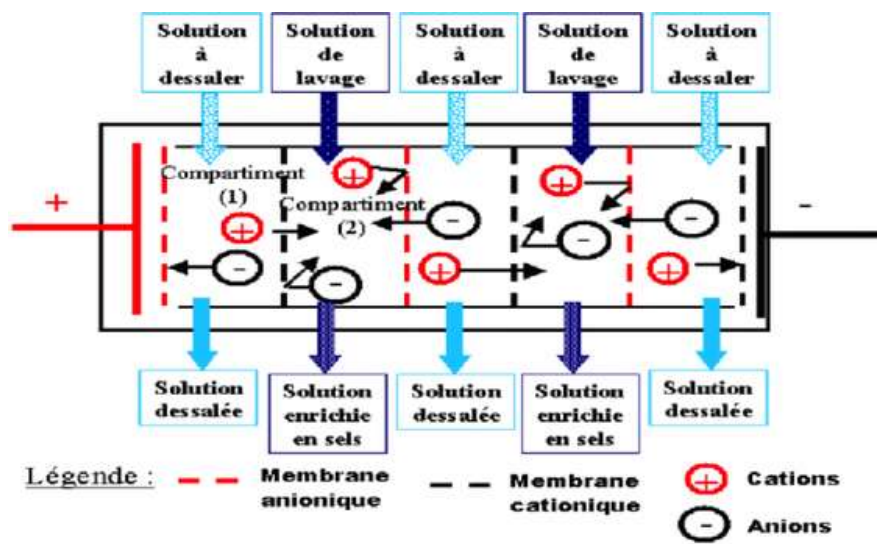 Solution
à
dessaler
Solution
de
lavage
Solution
à
dessaler
Solution
de
lavage
Solution
à
dessaler
+
-
Compartiment
(1)
Compartiment
(2)
+
+
-
+
-
+
-
-
-
+
Solution
dessalée
Solution
enrichie
en sels
Solution
dessalée
Solution
enrichie
en sels
Solution
dessalée
Légende :
Membrane
anionique
Membrane
cationique
+
Cations
-
Anions